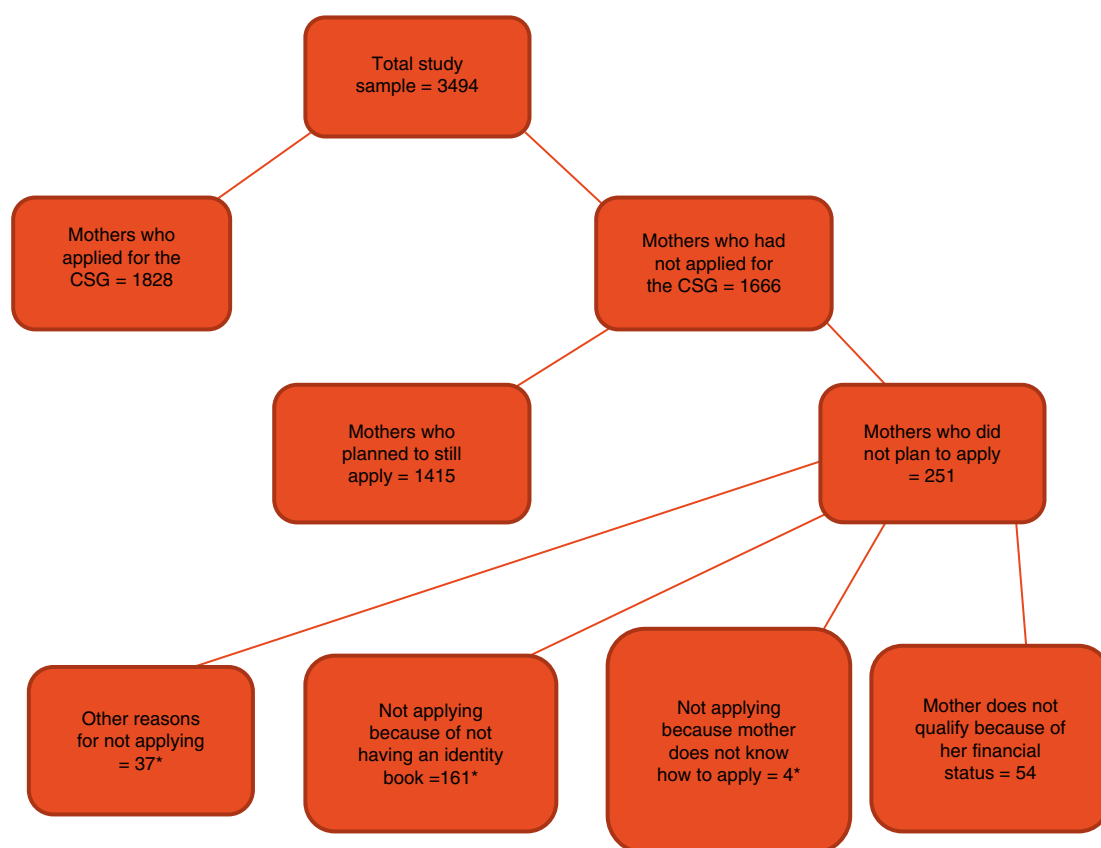 Total study
sample = 3494
Mothers who
applied for the
CSG = 1828
Mothers who had
not applied for
the CSG = 1666
Mothers who
planned to still
apply = 1415
Mothers who did
not plan to apply
= 251
Other reasons
for not applying
= 37*
Not applying
because of not
having an identity
book =161*
Not applying
because mother
does not know
how to apply = 4*
Mother does not
qualify because of
her financial
status = 54